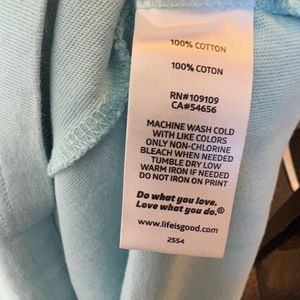 100% COTTON
100% COTON
RN#109109
CA#54656
MACHINE WASH COLD
WITH LIKE COLORS
ONLY NON-CHLORINE
BLEACH WHEN NEEDED
TUMBLE DRY LOW
WARM IRON IF NEEDED
DO NOT IRON ON PRINT
Do what you love.
Love what you do.®
www.lifeisgood.com
2554